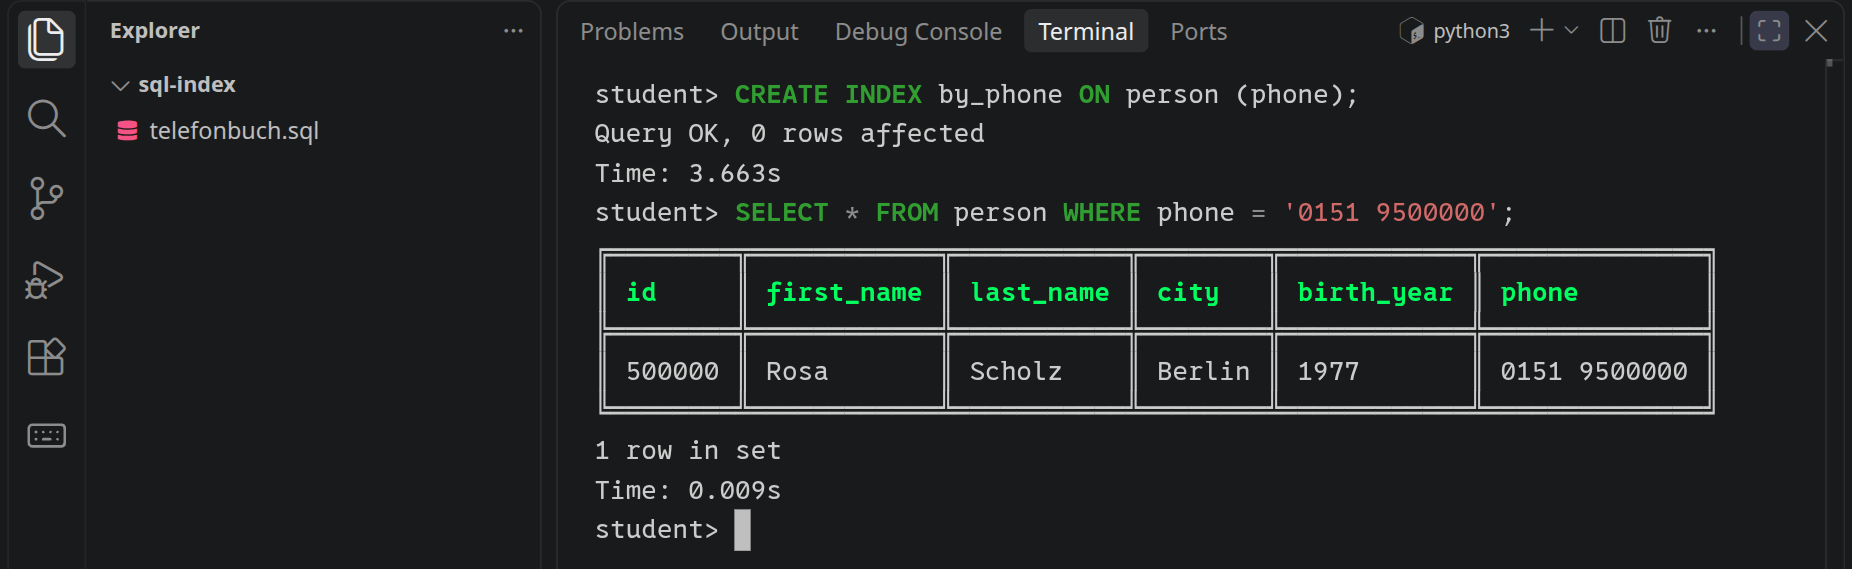 Explorer
sql-index
telefonbuch.sql
Problems Output Debug Console Terminal Ports python3
student> CREATE INDEX by_phone ON person (phone);
Query OK, 0 rows affected
Time: 3.663s
student> SELECT * FROM person WHERE phone = '0151 9500000';
id first_name last_name city birth_year phone
500000 Rosa Scholz Berlin 1977 0151 9500000
1 row in set
Time: 0.009s
student>